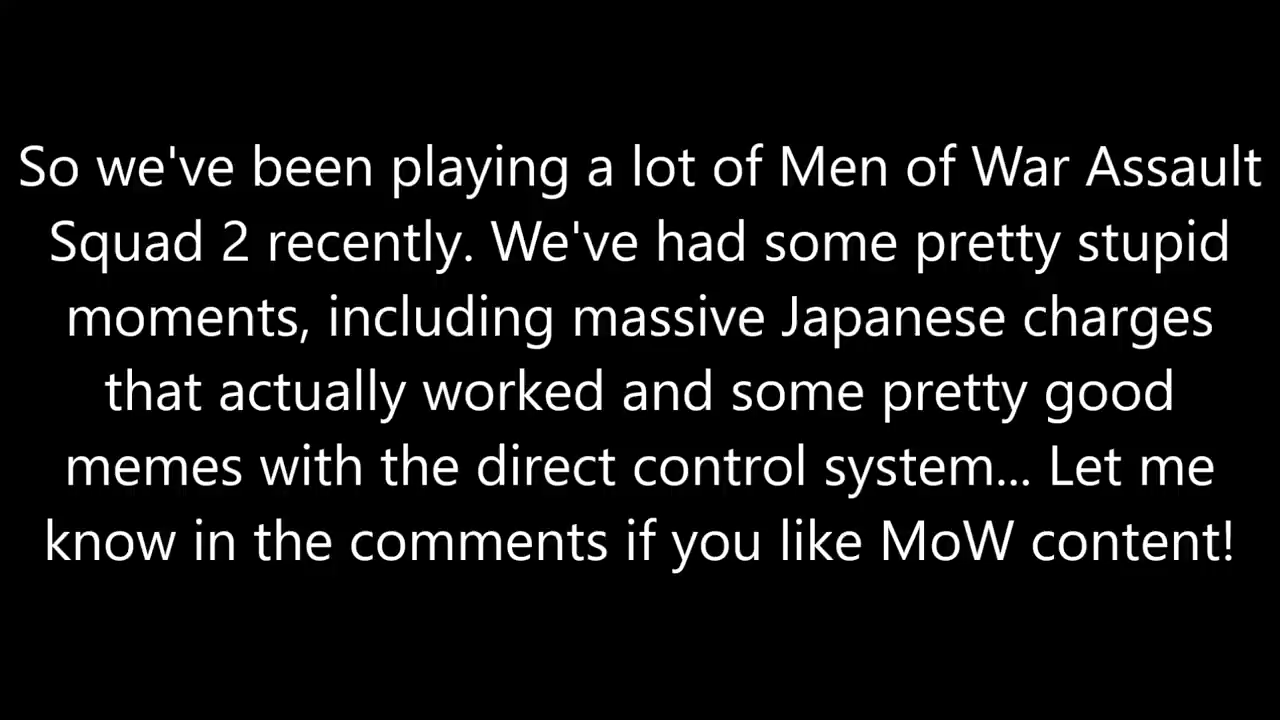 So we've been playing a lot of Men of War Assault
Squad 2 recently. We've had some pretty stupid
moments, including massive Japanese charges
that actually worked and some pretty good
memes with the direct control system... Let me
know in the comments if you like MoW content!